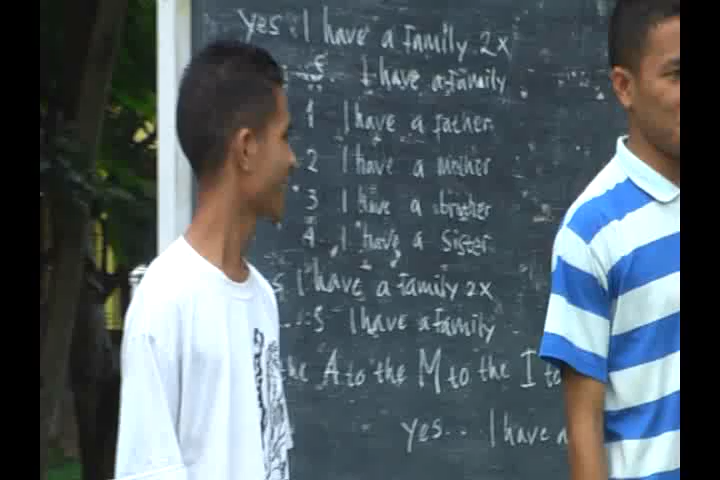 yes I have a family 2x
I have a family
1 I have a father
2 I have a mother
3 I have a brother
4 I have a sister
I have a family 2x
I have a family
the A to the M to the I to
yes... I have a